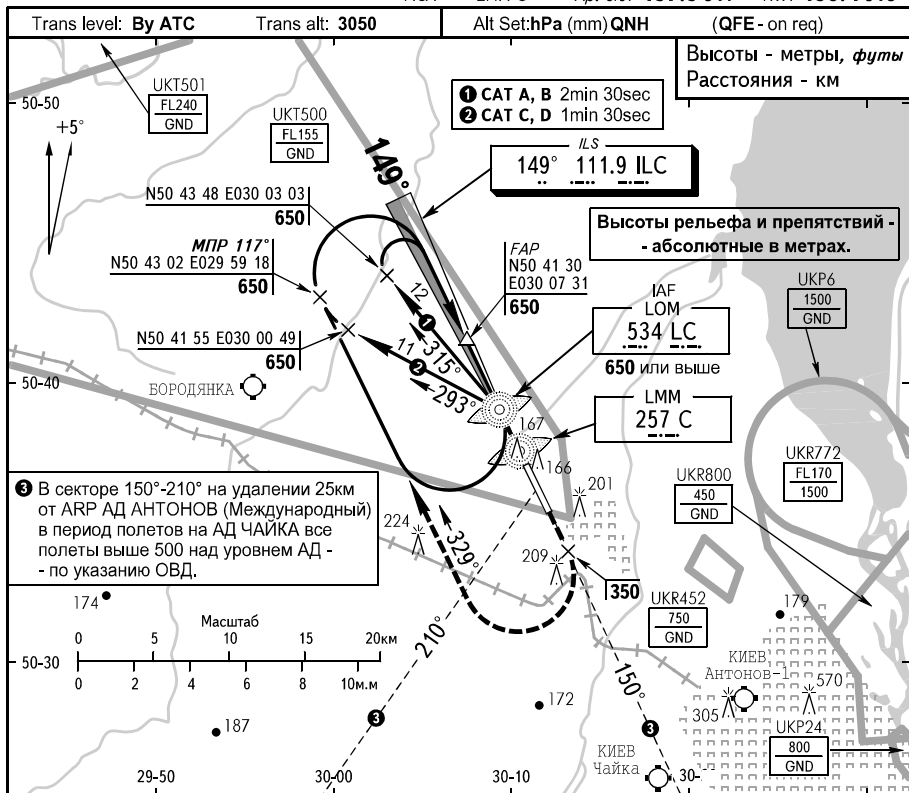 Trans level: By ATC
Trans alt: 3050
Alt Set:hPa (mm) QNH
(QFE - on req)
Высоты - метры, футы
Расстояния - км
UKT501
FL240
GND
50-50
+5°
UKT500
FL155
GND
149°
❶ CAT A, B 2min 30sec
❷ CAT C, D 1min 30sec
ILS
149° 111.9 ILC
N50 43 48 E030 03 03
650
МПР 117°
N50 43 02 E029 59 18
650
N50 41 55 E030 00 49
650
FAP
N50 41 30
E030 07 31
650
Высоты рельефа и препятствий -
- абсолютные в метрах.
IAF
LOM
534 LC
650 или выше
LMM
257 C
UKP6
1500
GND
12
❶
315°
11
❷
293°
50-40
БОРОДЯНКА
167
166
201
UKR800
450
GND
UKR772
FL170
1500
❸ В секторе 150°-210° на удалении 25км
от ARP АД АНТОНОВ (Международный)
в период полетов на АД ЧАЙКА все
полеты выше 500 над уровнем АД -
- по указанию ОВД.
224
329°
209
350
UKR452
750
GND
174
179
Масштаб
0 5 10 15 20км
0 2 4 6 8 10м.м
210°
150°
50-30
КИЕВ
Антонов-1
570
305
172
187
❸
❸
UKP24
800
GND
КИЕВ
Чайка
29-50
30-00
30-10
30-